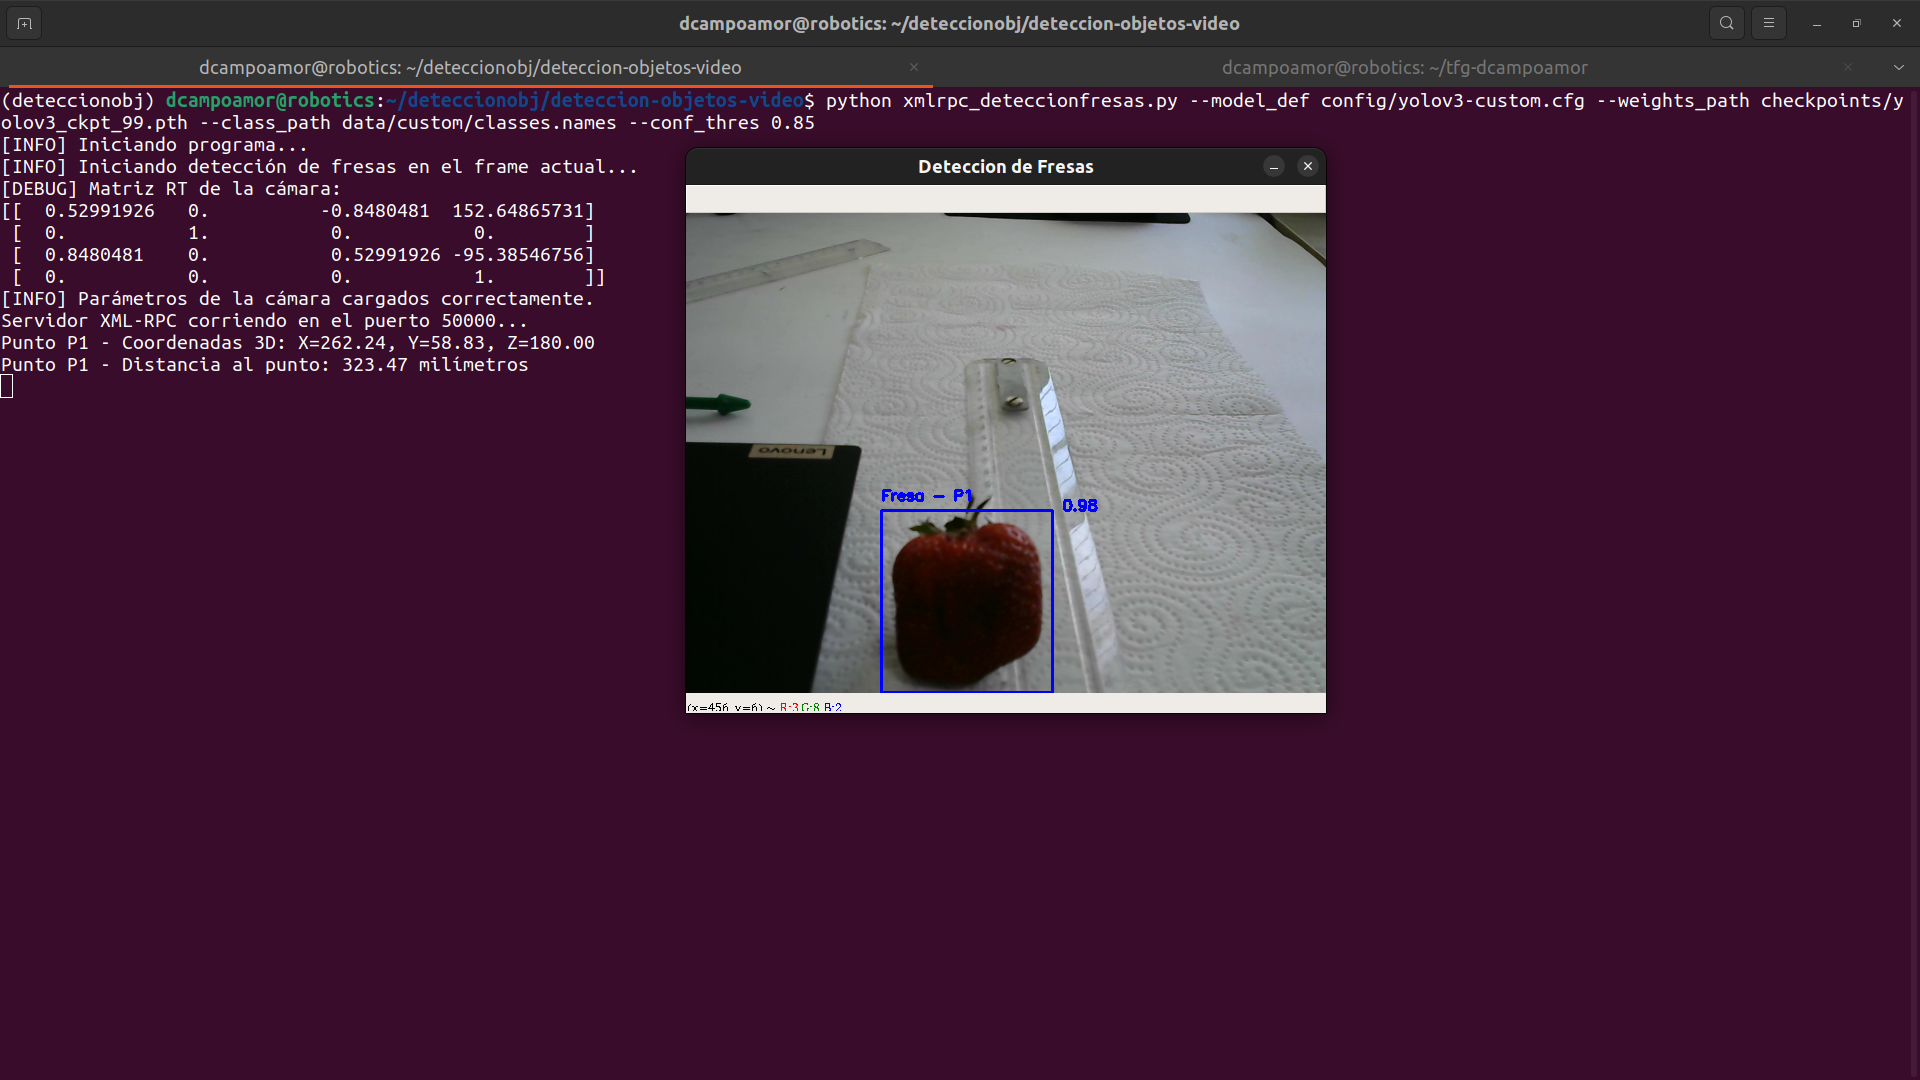 dcampoamor@robotics: ~/deteccionobj/deteccion-objetos-video
dcampoamor@robotics: ~/deteccionobj/deteccion-objetos-video
dcampoamor@robotics: ~/tfg-dcampoamor
(deteccionobj) dcampoamor@robotics:~/deteccionobj/deteccion-objetos-video$ python xmlrpc_deteccionfresas.py --model_def config/yolov3-custom.cfg --weights_path checkpoints/y
olov3_ckpt_99.pth --class_path data/custom/classes.names --conf_thres 0.85
[INFO] Iniciando programa...
[INFO] Iniciando detección de fresas en el frame actual...
[DEBUG] Matriz RT de la cámara:
[[  0.52991926   0.          -0.8480481  152.64865731]
 [  0.           1.           0.           0.        ]
 [  0.8480481    0.           0.52991926 -95.38546756]
 [  0.           0.           0.           1.        ]]
[INFO] Parámetros de la cámara cargados correctamente.
Servidor XML-RPC corriendo en el puerto 50000...
Punto P1 - Coordenadas 3D: X=262.24, Y=58.83, Z=180.00
Punto P1 - Distancia al punto: 323.47 milímetros
Deteccion de Fresas
Lenovo
Fresa - P1
0.98
(x=456, y=6) ~ R:3 G:8 B:2